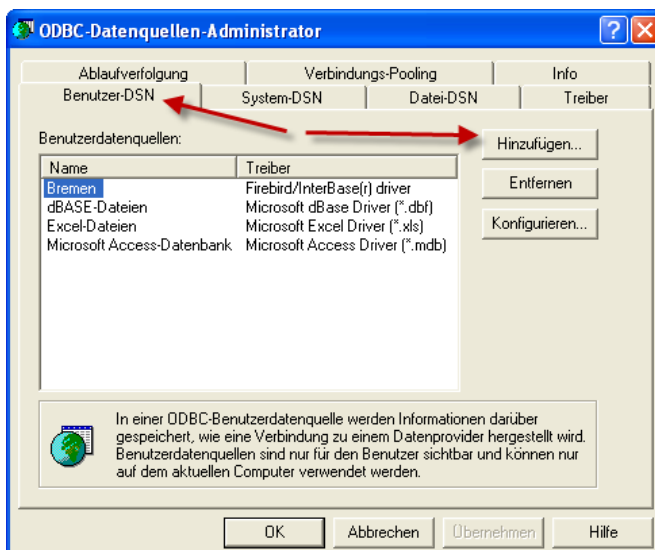 ODBC-Datenquellen-Administrator
Ablaufverfolgung Verbindungs-Pooling Info
Benutzer-DSN System-DSN Datei-DSN Treiber
Benutzerdatenquellen:
Hinzufügen...
Name Treiber
Bremen Firebird/InterBase(r) driver
Entfernen
dBASE-Dateien Microsoft dBase Driver (*.dbf)
Excel-Dateien Microsoft Excel Driver (*.xls)
Konfigurieren...
Microsoft Access-Datenbank Microsoft Access Driver (*.mdb)
In einer ODBC-Benutzerdatenquelle werden Informationen darüber
gespeichert, wie eine Verbindung zu einem Datenprovider hergestellt wird.
Benutzerdatenquellen sind nur für den Benutzer sichtbar und können nur
auf dem aktuellen Computer verwendet werden.
OK Abbrechen Übernehmen Hilfe